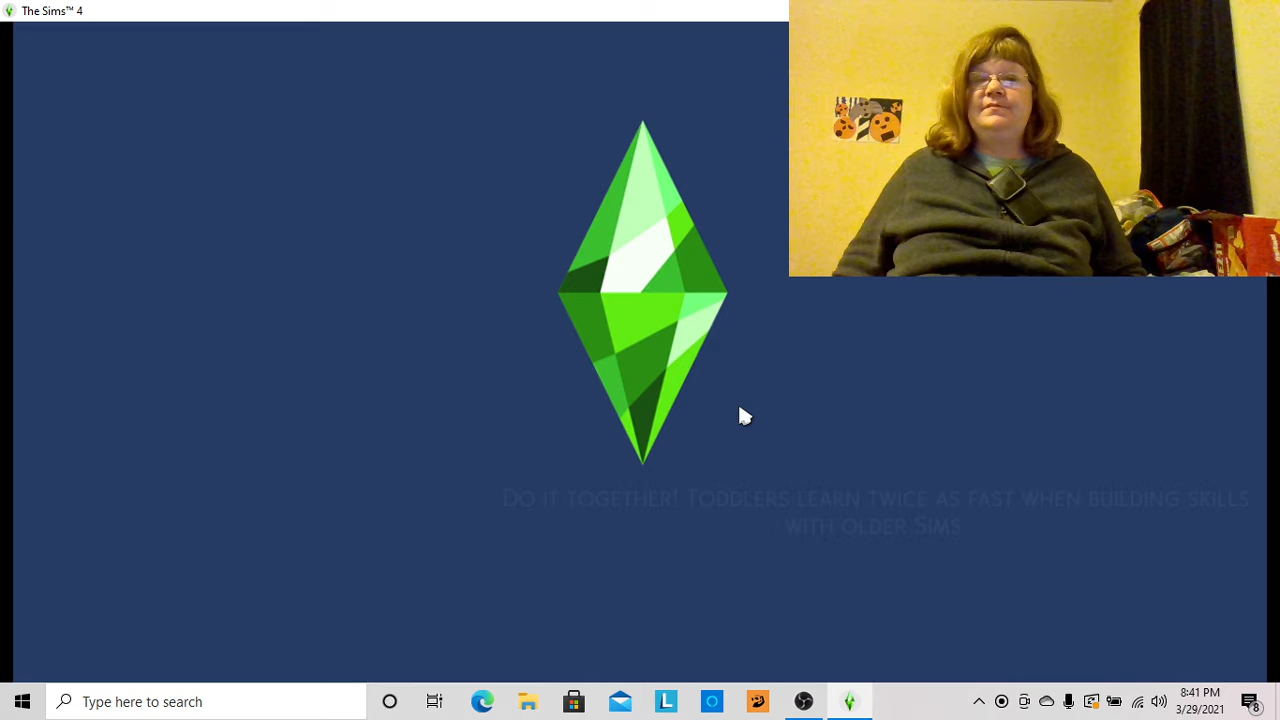 The Sims™ 4
Do it together! Toddlers learn twice as fast when building skills
with older Sims
Type here to search
L
8:41 PM
3/29/2021
8